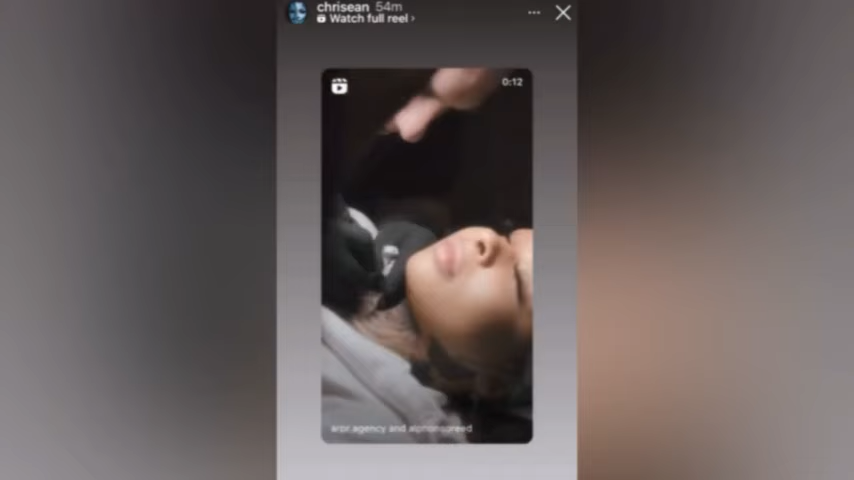 chrisean 54m
Watch full reel ›
0:12
arpr.agency and alphonsoreed